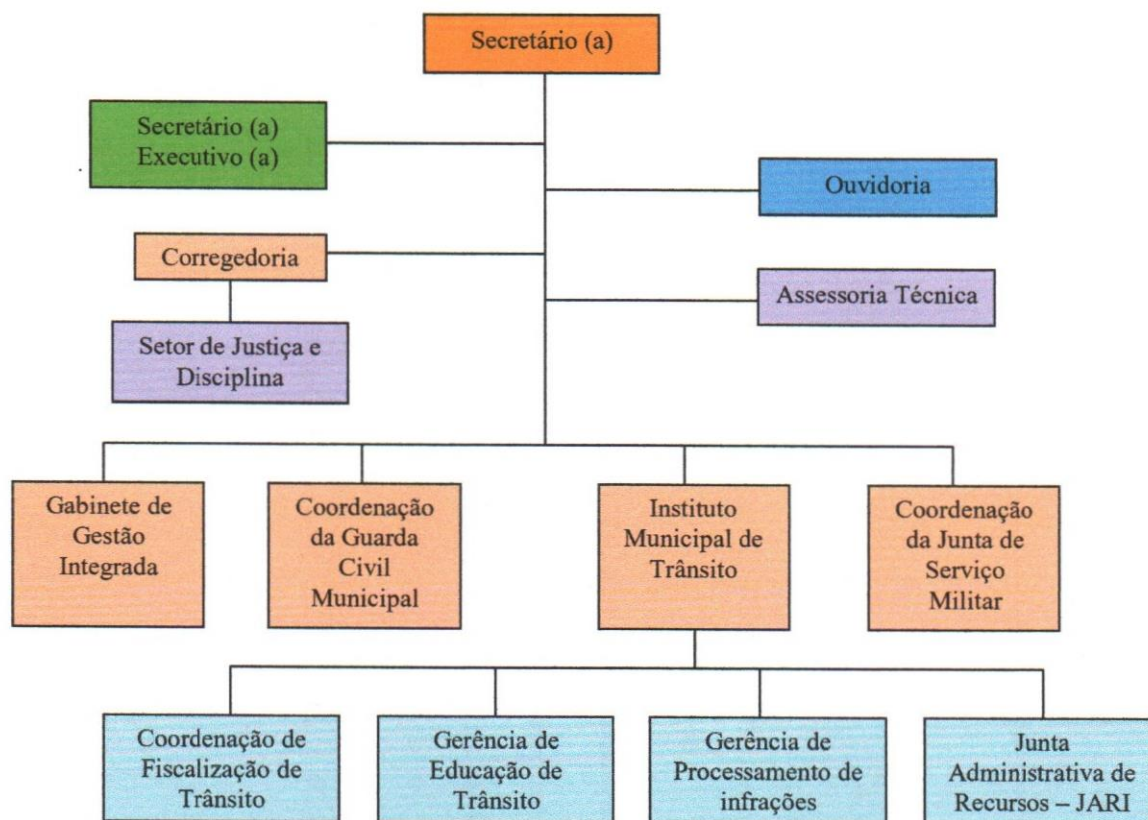 Secretário (a)
Secretário (a)
Executivo (a)
Ouvidoria
Corregedoria
Assessoria Técnica
Setor de Justiça e
Disciplina
Gabinete de
Gestão
Integrada
Coordenação
da Guarda
Civil
Municipal
Instituto
Municipal de
Trânsito
Coordenação
da Junta de
Serviço
Militar
Coordenação de
Fiscalização de
Trânsito
Gerência de
Educação de
Trânsito
Gerência de
Processamento de
infrações
Junta
Administrativa de
Recursos – JARI